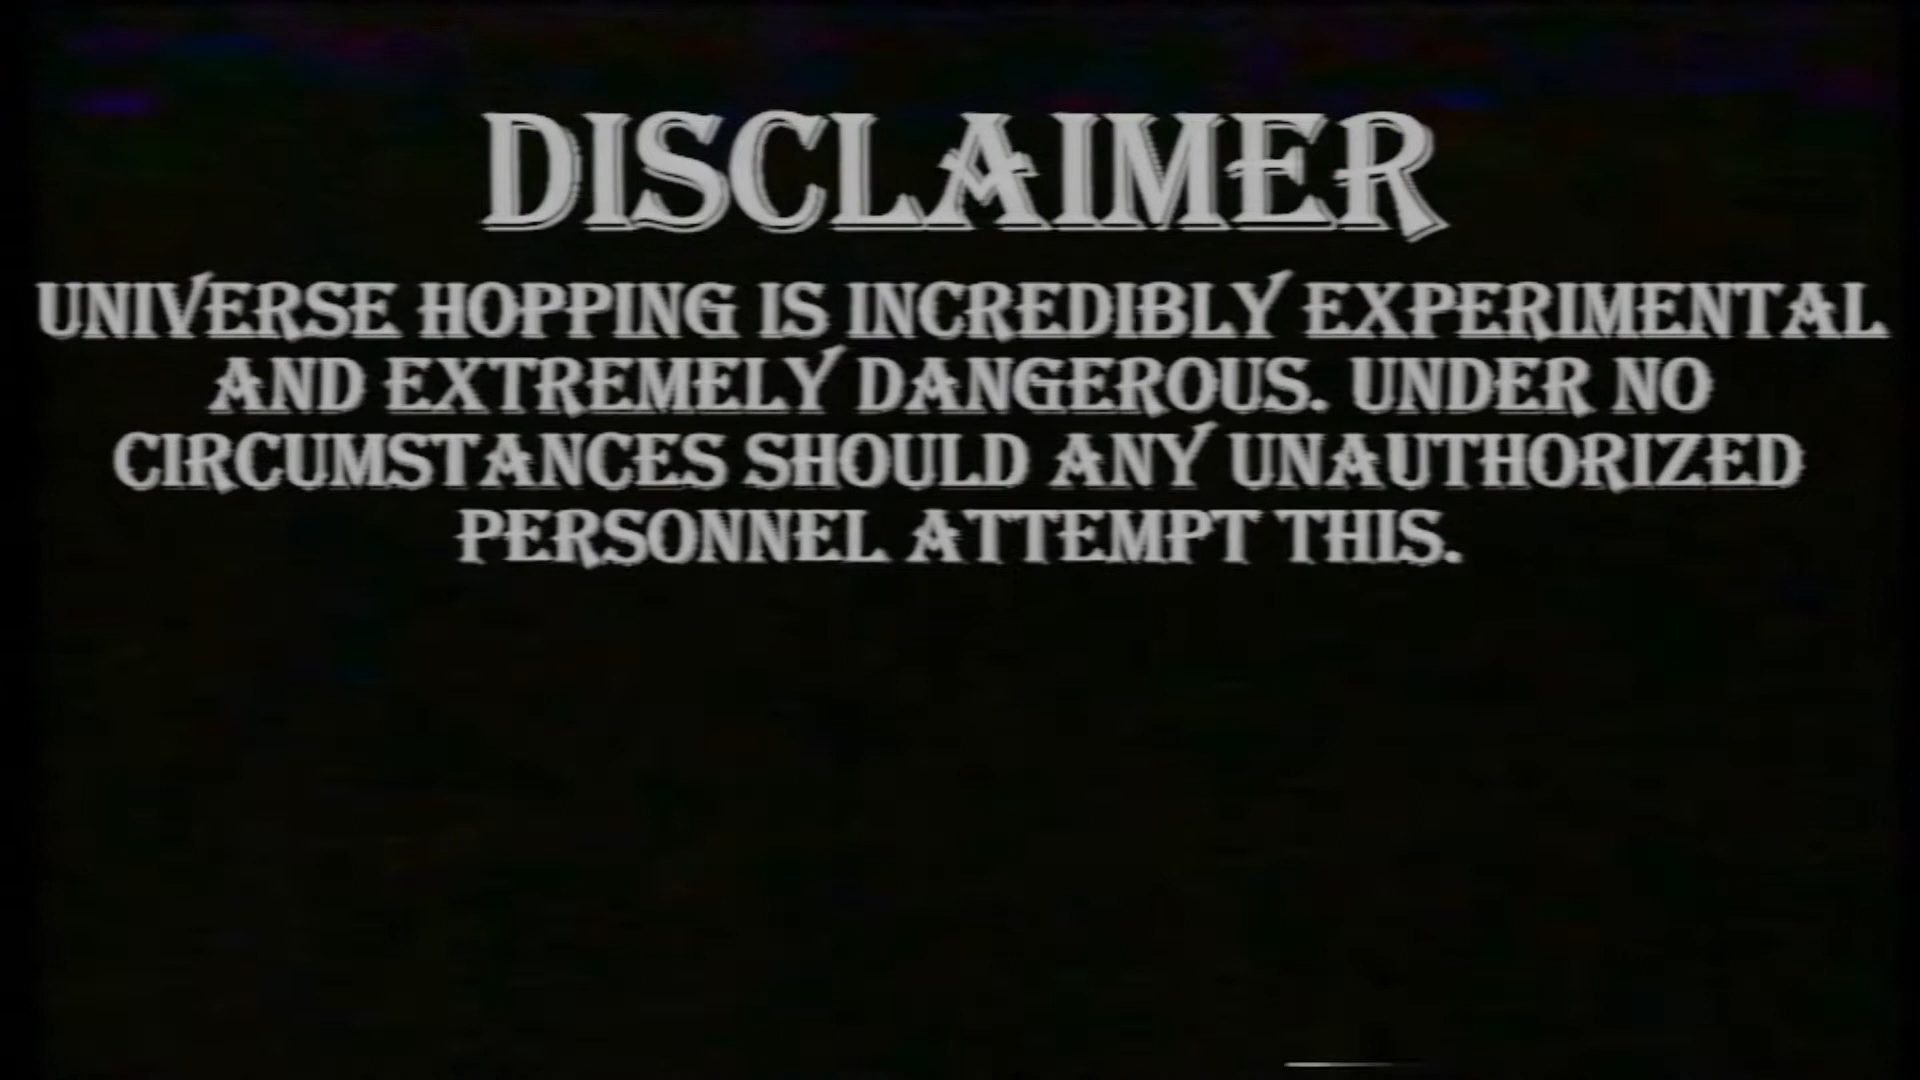 DISCLAIMER
UNIVERSE HOPPING IS INCREDIBLY EXPERIMENTAL
AND EXTREMELY DANGEROUS. UNDER NO
CIRCUMSTANCES SHOULD ANY UNAUTHORIZED
PERSONNEL ATTEMPT THIS.